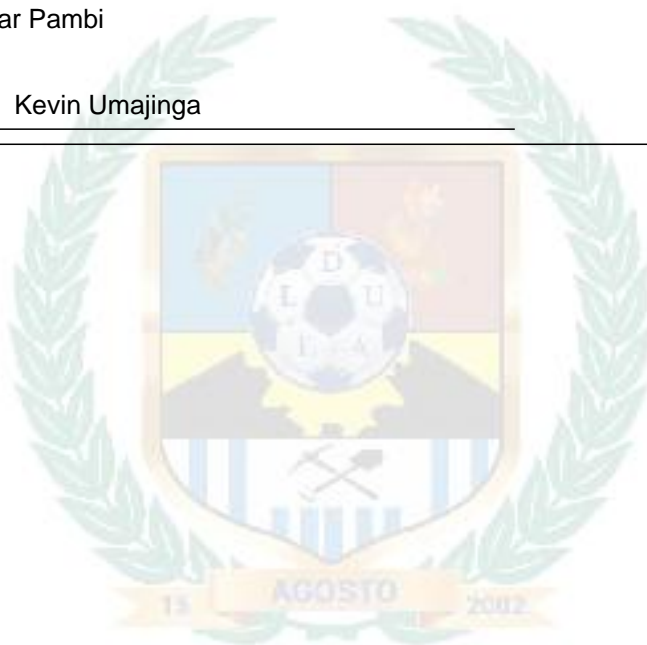 ar Pambi
Kevin Umajinga
D
L U
E A
15 AGOSTO 2002